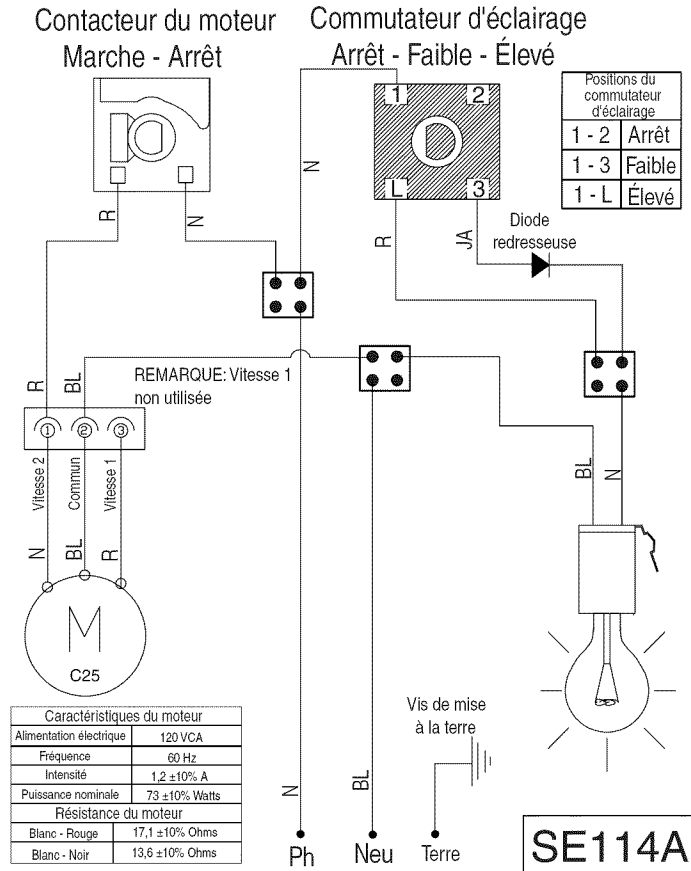 Contacteur du moteur
Marche - Arrêt
Commutateur d'éclairage
Arrêt - Faible - Élevé
Positions du
commutateur
d'éclairage
1 - 2 Arrêt
1 - 3 Faible
1 - L Élevé
1 2
L 3
N
R
N
R
JA
Diode
redresseuse
R
BL
REMARQUE: Vitesse 1
non utilisée
1 2 3
Vitesse 2
Commun
Vitesse 1
BL
N
N
BL
R
M
C25
Vis de mise
à la terre
Caractéristiques du moteur
Alimentation électrique 120 VCA
Fréquence 60 Hz
Intensité 1,2 ±10% A
Puissance nominale 73 ±10% Watts
Résistance du moteur
Blanc - Rouge 17,1 ±10% Ohms
Blanc - Noir 13,6 ±10% Ohms
N
BL
Ph
Neu
Terre
SE114A